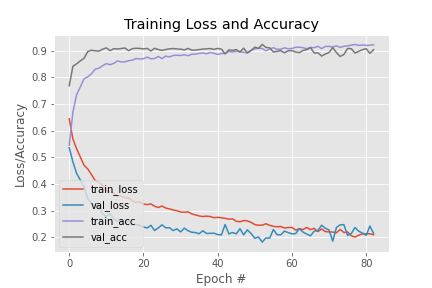 Training Loss and Accuracy
Loss/Accuracy
0.9
0.8
0.7
0.6
0.5
0.4
0.3
0.2
train_loss
val_loss
train_acc
val_acc
0 20 40 60 80
Epoch #